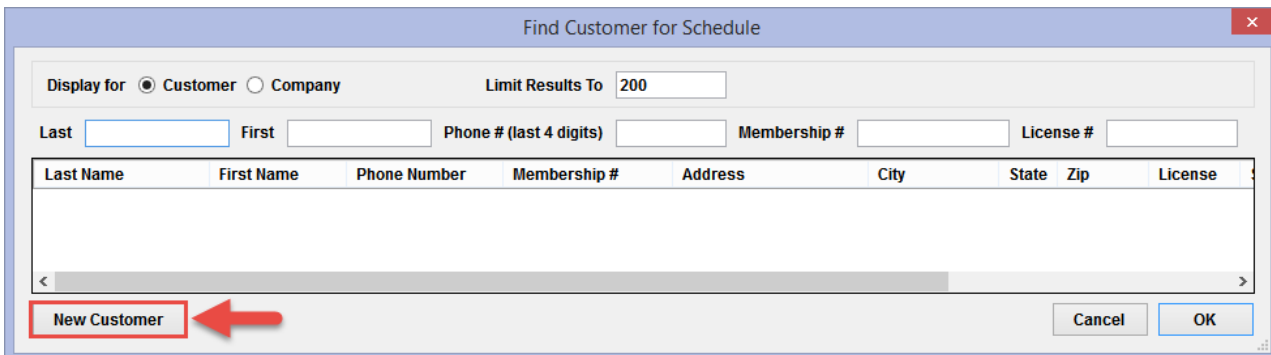 Find Customer for Schedule
Display for Customer Company Limit Results To 200
Last First Phone # (last 4 digits) Membership # License #
Last Name First Name Phone Number Membership # Address City State Zip License
New Customer Cancel OK